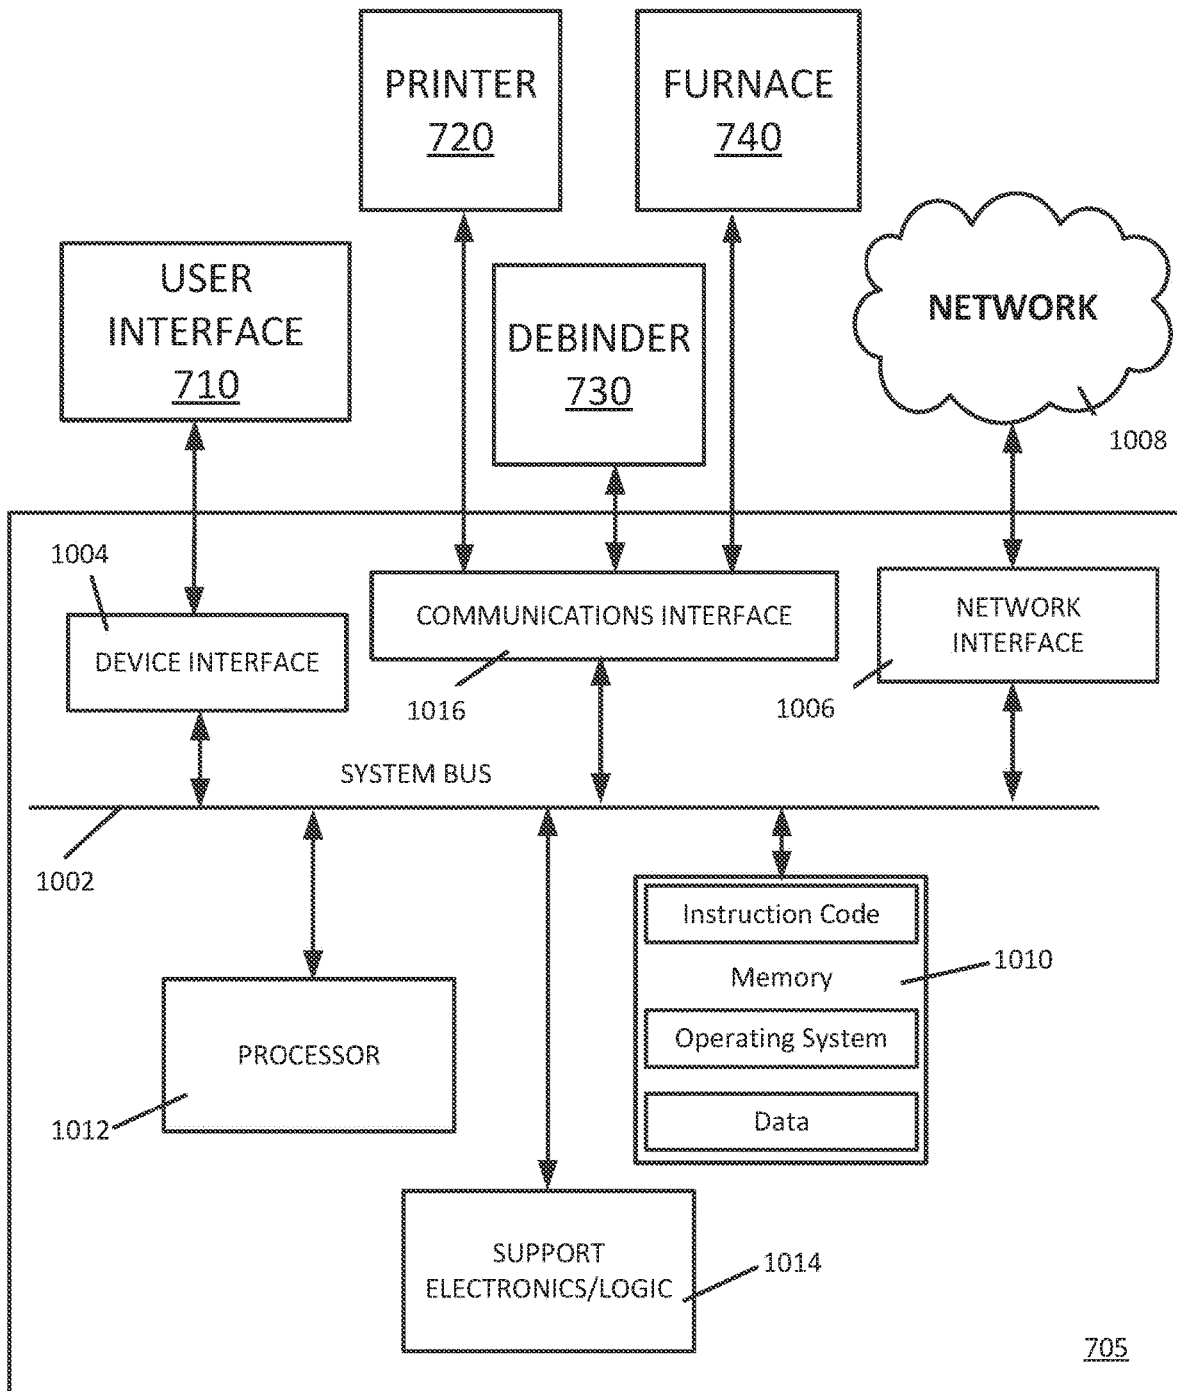 PRINTER
720
FURNACE
740
USER
INTERFACE
710
DEBINDER
730
NETWORK
1008
1004
DEVICE INTERFACE
COMMUNICATIONS INTERFACE
1016
NETWORK
INTERFACE
1006
SYSTEM BUS
1002
Instruction Code
Memory
1010
Operating System
Data
PROCESSOR
1012
SUPPORT
ELECTRONICS/LOGIC
1014
705